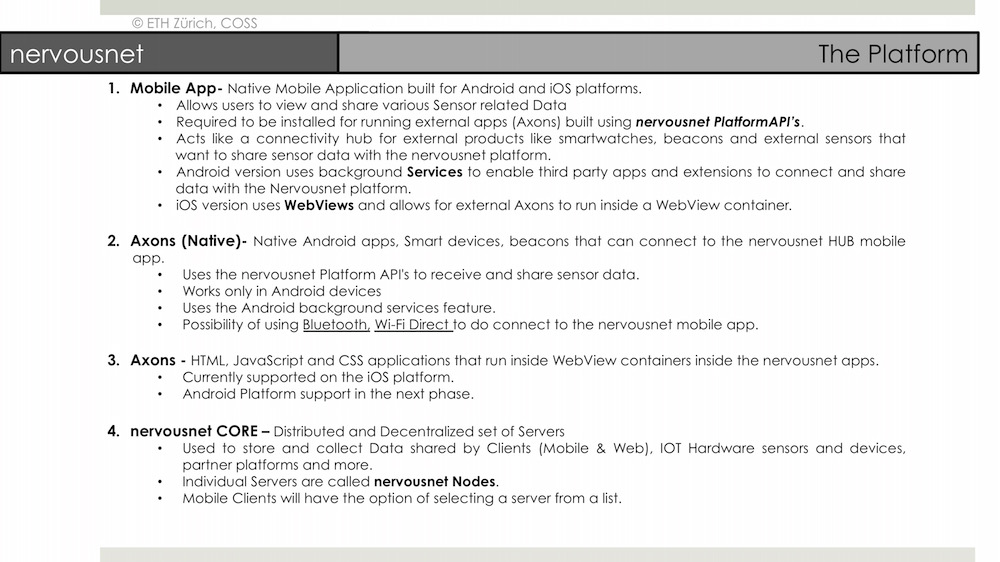 © ETH Zürich, COSS
nervousnet
The Platform
1. Mobile App- Native Mobile Application built for Android and iOS platforms.
• Allows users to view and share various Sensor related Data
• Required to be installed for running external apps (Axons) built using nervousnet PlatformAPI's.
• Acts like a connectivity hub for external products like smartwatches, beacons and external sensors that
want to share sensor data with the nervousnet platform.
• Android version uses background Services to enable third party apps and extensions to connect and share
data with the Nervousnet platform.
• iOS version uses WebViews and allows for external Axons to run inside a WebView container.
2. Axons (Native)- Native Android apps, Smart devices, beacons that can connect to the nervousnet HUB mobile
app.
• Uses the nervousnet Platform API's to receive and share sensor data.
• Works only in Android devices
• Uses the Android background services feature.
• Possibility of using Bluetooth, Wi-Fi Direct to do connect to the nervousnet mobile app.
3. Axons - HTML, JavaScript and CSS applications that run inside WebView containers inside the nervousnet apps.
• Currently supported on the iOS platform.
• Android Platform support in the next phase.
4. nervousnet CORE – Distributed and Decentralized set of Servers
• Used to store and collect Data shared by Clients (Mobile & Web), IOT Hardware sensors and devices,
partner platforms and more.
• Individual Servers are called nervousnet Nodes.
• Mobile Clients will have the option of selecting a server from a list.